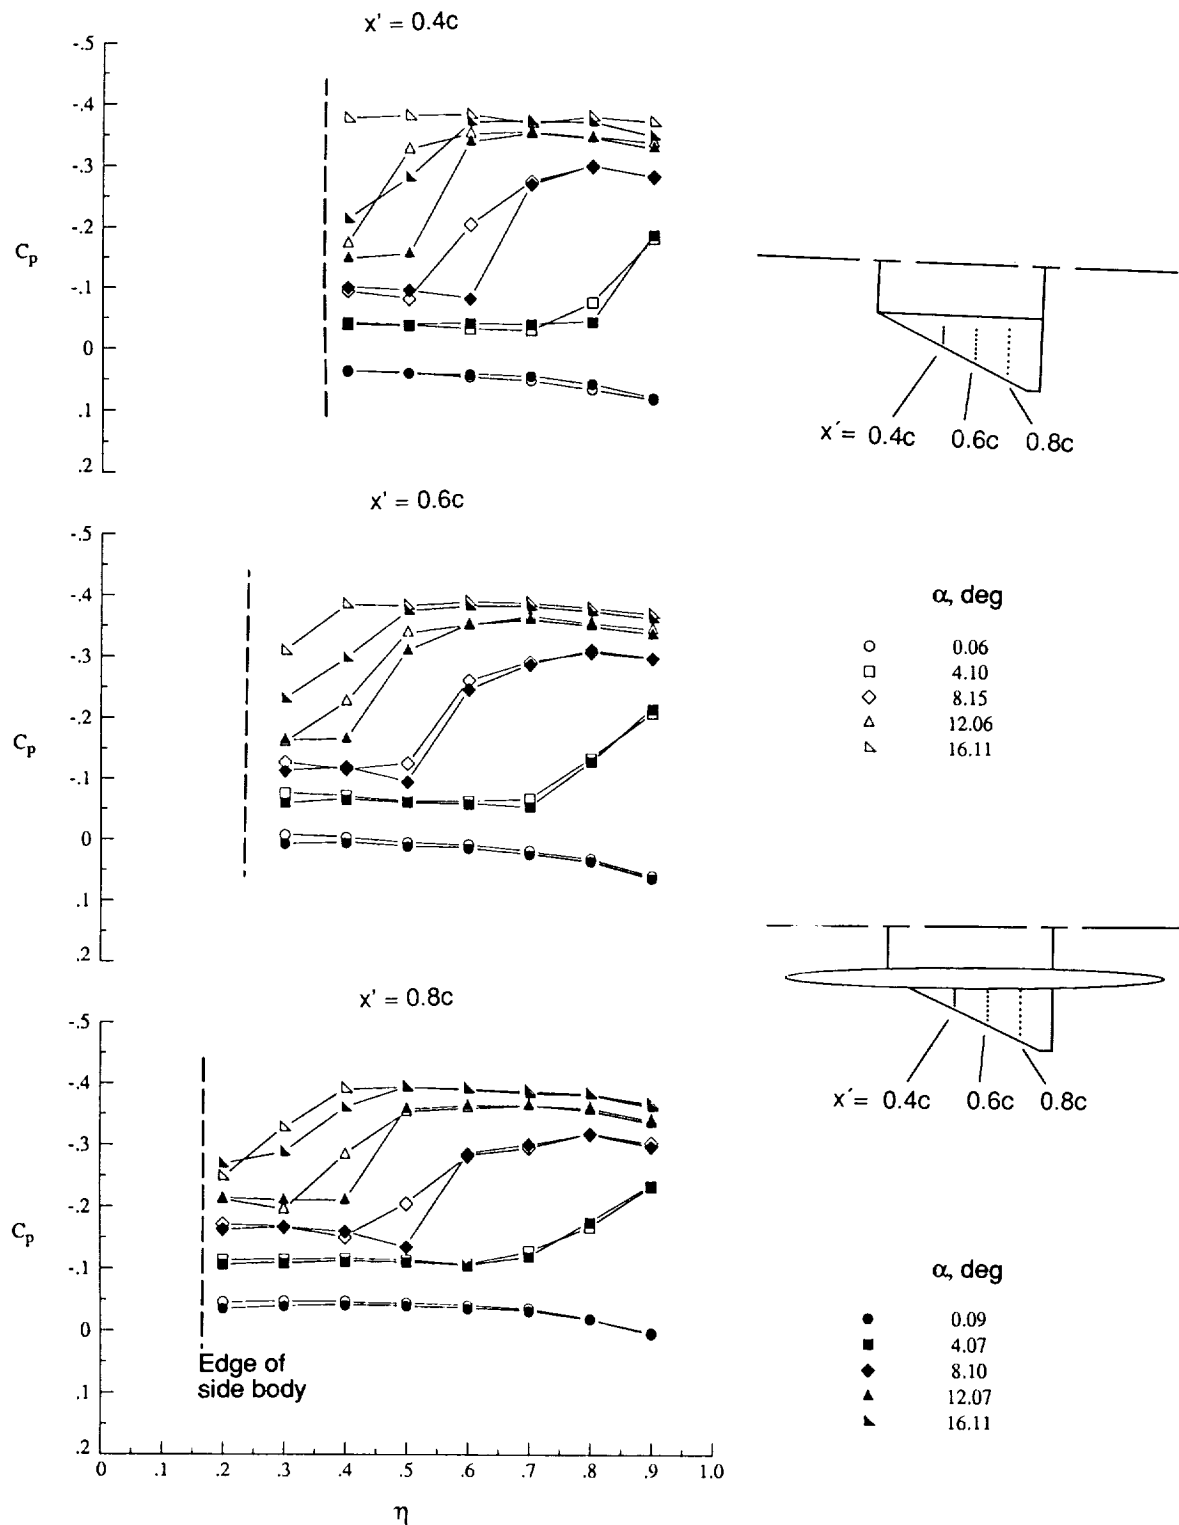 x' = 0.4c
-.5
-.4
-.3
-.2
-.1
0
.1
.2
Cp
x´= 0.4c 0.6c 0.8c
x' = 0.6c
-.5
-.4
-.3
-.2
-.1
0
.1
.2
Cp
α, deg
0.06
4.10
8.15
12.06
16.11
x' = 0.8c
-.5
-.4
-.3
-.2
-.1
0
.1
.2
Cp
x´= 0.4c 0.6c 0.8c
Edge of
side body
α, deg
0.09
4.07
8.10
12.07
16.11
0 .1 .2 .3 .4 .5 .6 .7 .8 .9 1.0
η